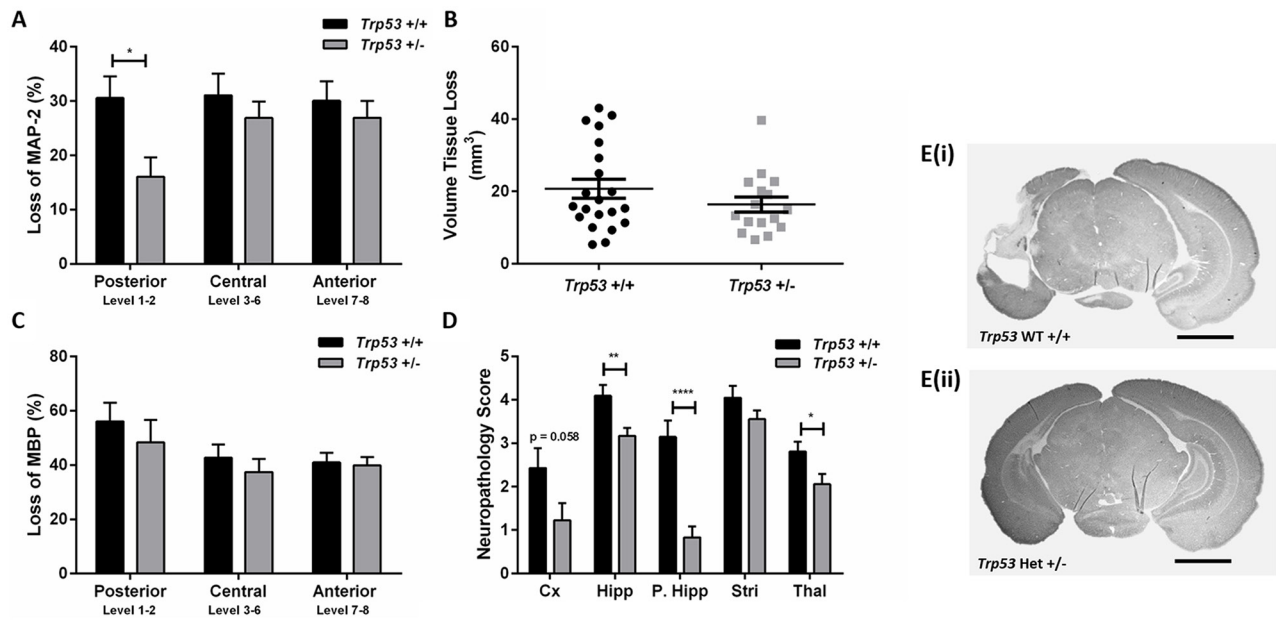 A
Trp53 +/+
Trp53 +/-
Loss of MAP-2 (%)
40
30
20
10
0
*
Posterior
Level 1-2
Central
Level 3-6
Anterior
Level 7-8
B
Volume Tissue Loss
(mm3)
60
40
20
0
Trp53 +/+
Trp53 +/-
C
Trp53 +/+
Trp53 +/-
Loss of MBP (%)
80
60
40
20
0
Posterior
Level 1-2
Central
Level 3-6
Anterior
Level 7-8
D
Trp53 +/+
Trp53 +/-
Neuropathology Score
5
4
3
2
1
0
p = 0.058
**
****
*
Cx
Hipp
P. Hipp
Stri
Thal
E(i)
Trp53 WT +/+
E(ii)
Trp53 Het +/-